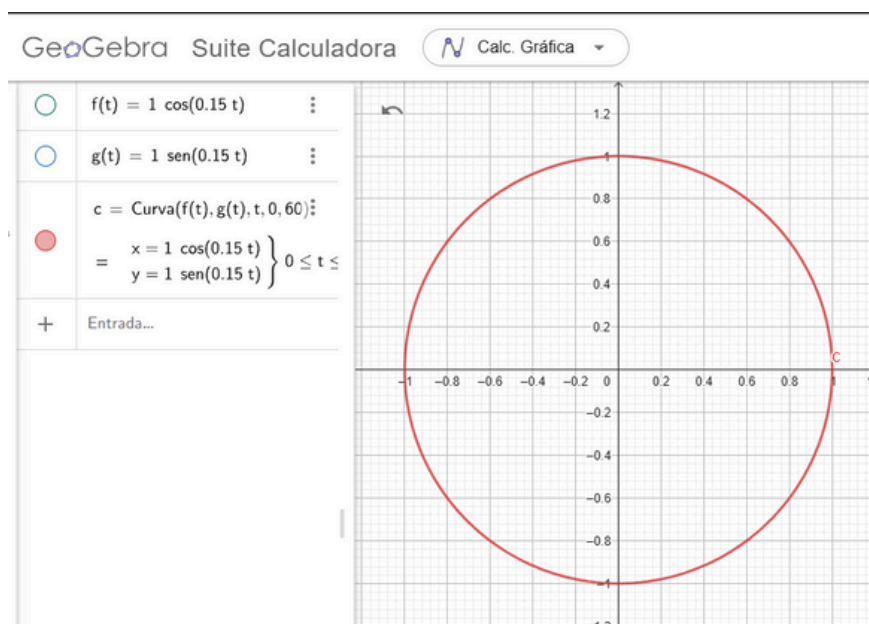 GeoGebra Suite Calculadora Calc. Gráfica
f(t) = 1 cos(0.15 t)
g(t) = 1 sen(0.15 t)
c = Curva(f(t), g(t), t, 0, 60)
x = 1 cos(0.15 t)
= } 0 ≤ t ≤
y = 1 sen(0.15 t)
+ Entrada...
1.2
1
0.8
0.6
0.4
0.2
c
–1 –0.8 –0.6 –0.4 –0.2 0 0.2 0.4 0.6 0.8 1
–0.2
–0.4
–0.6
–0.8
–1